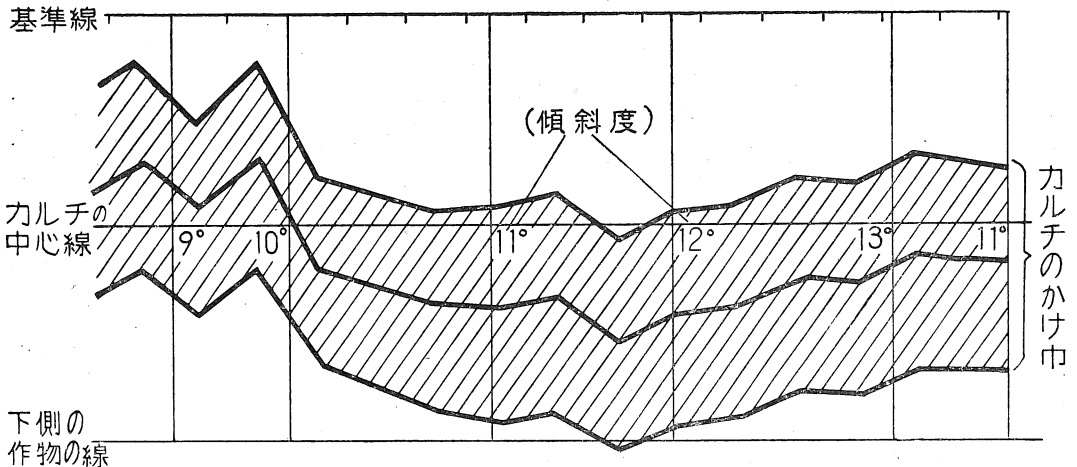 基準線
(傾斜度)
カルチの
中心線
9°
10°
11°
12°
13°
11°
カルチのかけ巾
下側の
作物の線